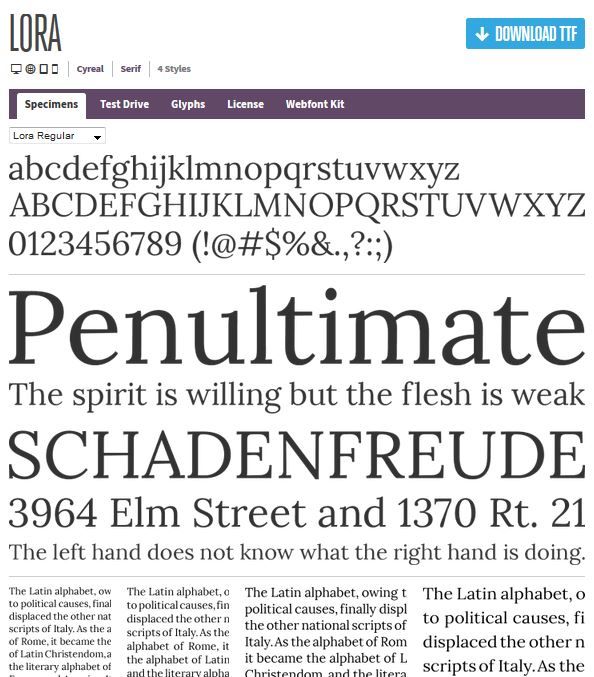 LORA
DOWNLOAD TTF
Cyreal Serif 4 Styles
Specimens Test Drive Glyphs License Webfont Kit
Lora Regular
abcdefghijklmnopqrstuvwxyz
ABCDEFGHIJKLMNOPQRSTUVWXYZ
0123456789 (!@#$%&.,?:;)
Penultimate
The spirit is willing but the flesh is weak
SCHADENFREUDE
3964 Elm Street and 1370 Rt. 21
The left hand does not know what the right hand is doing.
The Latin alphabet, ow
to political causes, final
displaced the other nat
scripts of Italy. As the a
of Rome, it became the
of Latin Christendom, a
the literary alphabet of
The Latin alphabet, o
to political causes, fin
displaced the other n
scripts of Italy. As the
alphabet of Rome, it
the alphabet of Latin
and the literary alpha
The Latin alphabet, owing t
political causes, finally displ
the other national scripts of
Italy. As the alphabet of Rom
it became the alphabet of L
Christendom, and the litera
The Latin alphabet, o
to political causes, fi
displaced the other n
scripts of Italy. As the